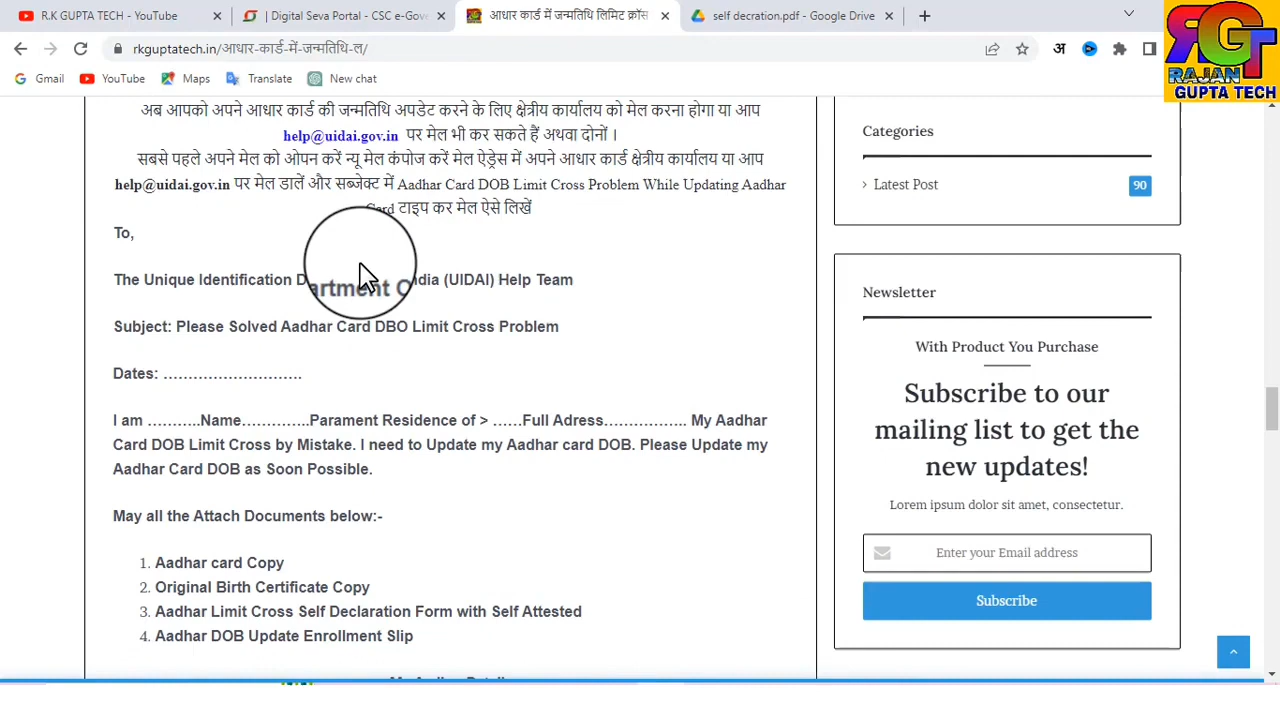 R.K GUPTA TECH - YouTube
Digital Seva Portal - CSC e-Gove
आधार कार्ड में जन्मतिथि लिमिट क्रॉस
self decration.pdf - Google Drive
rkguptatech.in/आधार-कार्ड-में-जन्मतिथि-ल/
अ
RGT
RAJAN
GUPTA TECH
Gmail
YouTube
Maps
Translate
New chat
अब आपको अपने आधार कार्ड की जन्मतिथि अपडेट करने के लिए क्षेत्रीय कार्यालय को मेल करना होगा या आप
help@uidai.gov.in पर मेल भी कर सकते हैं अथवा दोनों ।
सबसे पहले अपने मेल को ओपन करें न्यू मेल कंपोज करें मेल ऐड्रेस में अपने आधार कार्ड क्षेत्रीय कार्यालय या आप
help@uidai.gov.in पर मेल डालें और सब्जेक्ट में Aadhar Card DOB Limit Cross Problem While Updating Aadhar
Card टाइप कर मेल ऐसे लिखें
To,
The Unique Identification D artment O ndia (UIDAI) Help Team
Subject: Please Solved Aadhar Card DBO Limit Cross Problem
Dates: ……………………….
I am ………..Name…………..Parament Residence of > ……Full Adress…………….. My Aadhar
Card DOB Limit Cross by Mistake. I need to Update my Aadhar card DOB. Please Update my
Aadhar Card DOB as Soon Possible.
May all the Attach Documents below:-
1. Aadhar card Copy
2. Original Birth Certificate Copy
3. Aadhar Limit Cross Self Declaration Form with Self Attested
4. Aadhar DOB Update Enrollment Slip
Categories
Latest Post
90
Newsletter
With Product You Purchase
Subscribe to our
mailing list to get the
new updates!
Lorem ipsum dolor sit amet, consectetur.
Enter your Email address
Subscribe